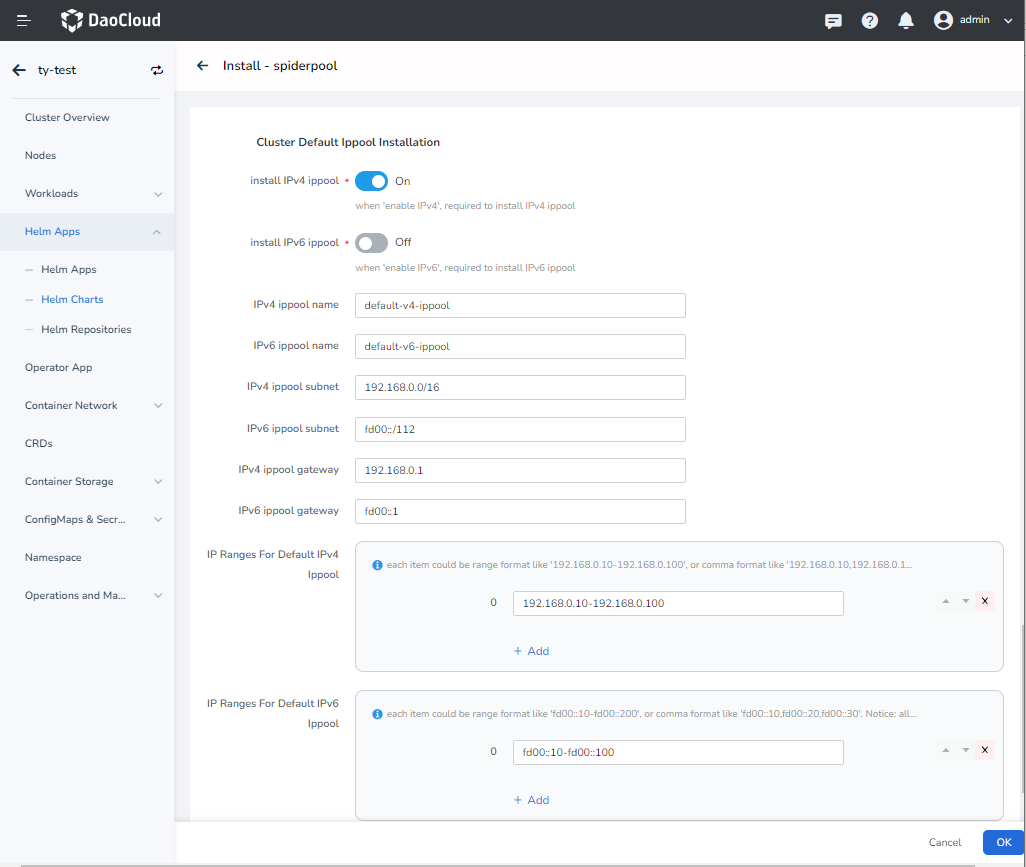 DaoCloud
admin
ty-test
Install - spiderpool
Cluster Overview
Nodes
Workloads
Helm Apps
Helm Apps
Helm Charts
Helm Repositories
Operator App
Container Network
CRDs
Container Storage
ConfigMaps & Secr...
Namespace
Operations and Ma...
Cluster Default Ippool Installation
install IPv4 ippool * On
when 'enable IPv4', required to install IPv4 ippool
install IPv6 ippool * Off
when 'enable IPv6', required to install IPv6 ippool
IPv4 ippool name default-v4-ippool
IPv6 ippool name default-v6-ippool
IPv4 ippool subnet 192.168.0.0/16
IPv6 ippool subnet fd00::/112
IPv4 ippool gateway 192.168.0.1
IPv6 ippool gateway fd00::1
IP Ranges For Default IPv4
Ippool
each item could be range format like '192.168.0.10-192.168.0.100', or comma format like '192.168.0.10,192.168.0.1...
0 192.168.0.10-192.168.0.100
+ Add
IP Ranges For Default IPv6
Ippool
each item could be range format like 'fd00::10-fd00::200', or comma format like 'fd00::10,fd00::20,fd00::30'. Notice: all...
0 fd00::10-fd00::100
+ Add
Cancel OK